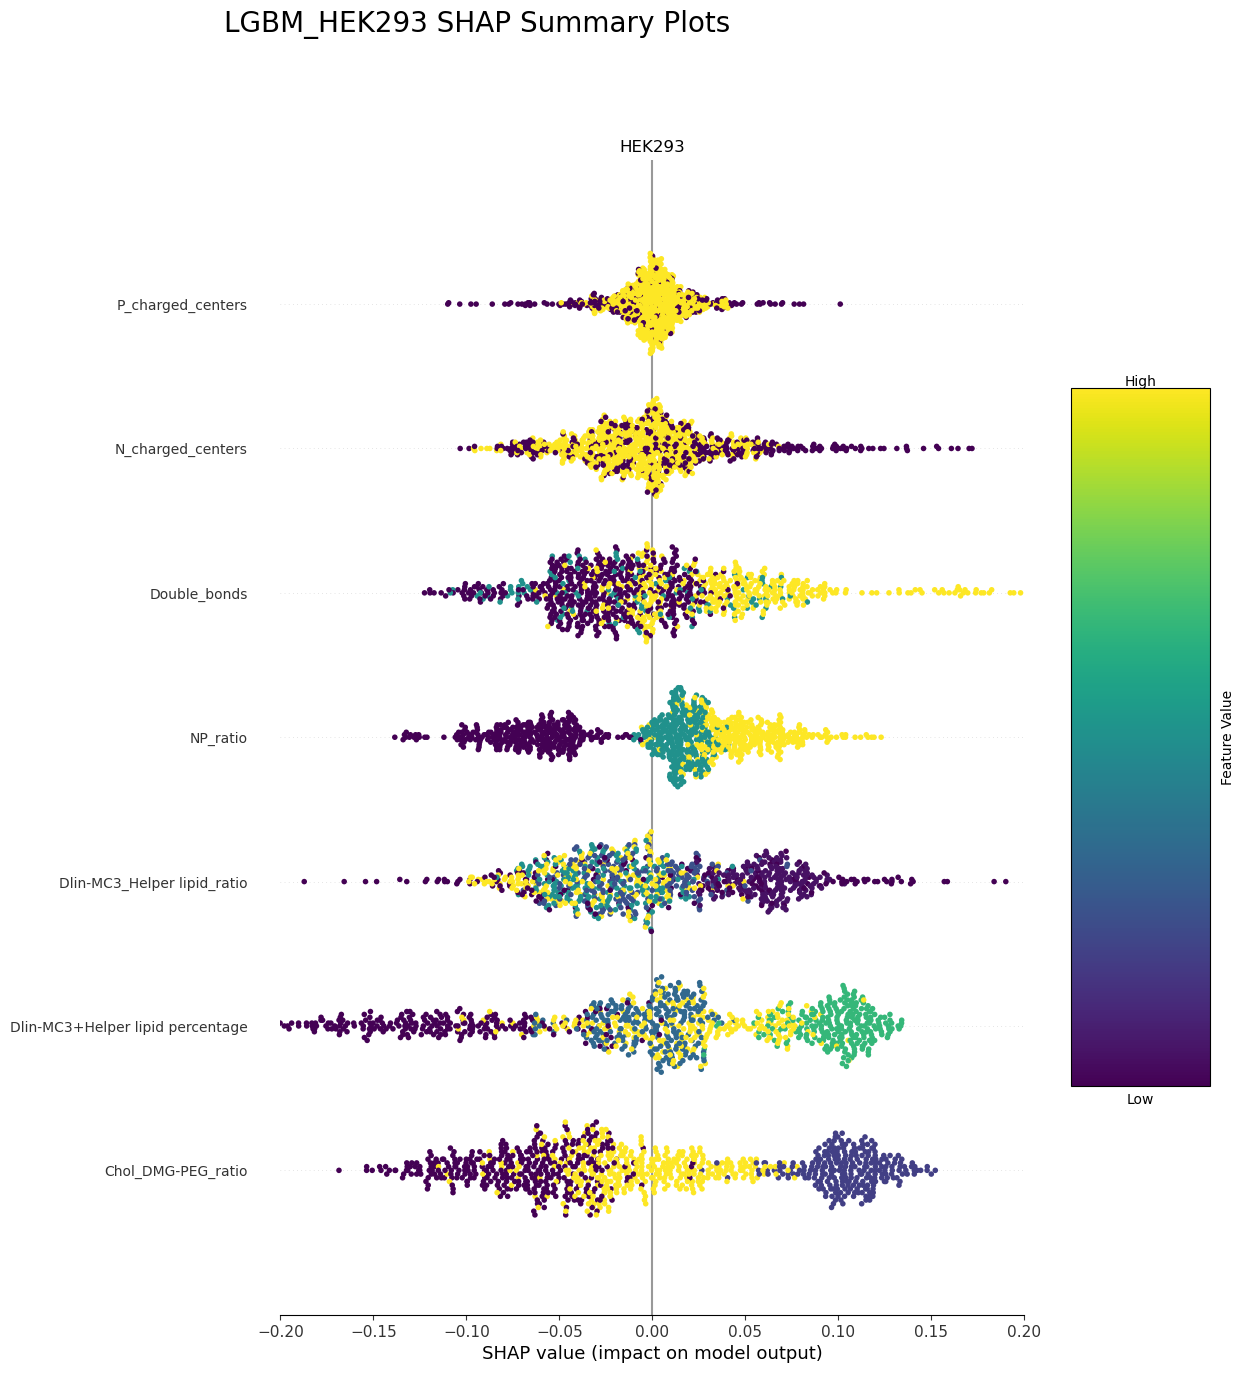 LGBM_HEK293 SHAP Summary Plots
HEK293
P_charged_centers
N_charged_centers
Double_bonds
NP_ratio
Dlin-MC3_Helper lipid_ratio
Dlin-MC3+Helper lipid percentage
Chol_DMG-PEG_ratio
−0.20 −0.15 −0.10 −0.05 0.00 0.05 0.10 0.15 0.20
SHAP value (impact on model output)
High
Feature Value
Low